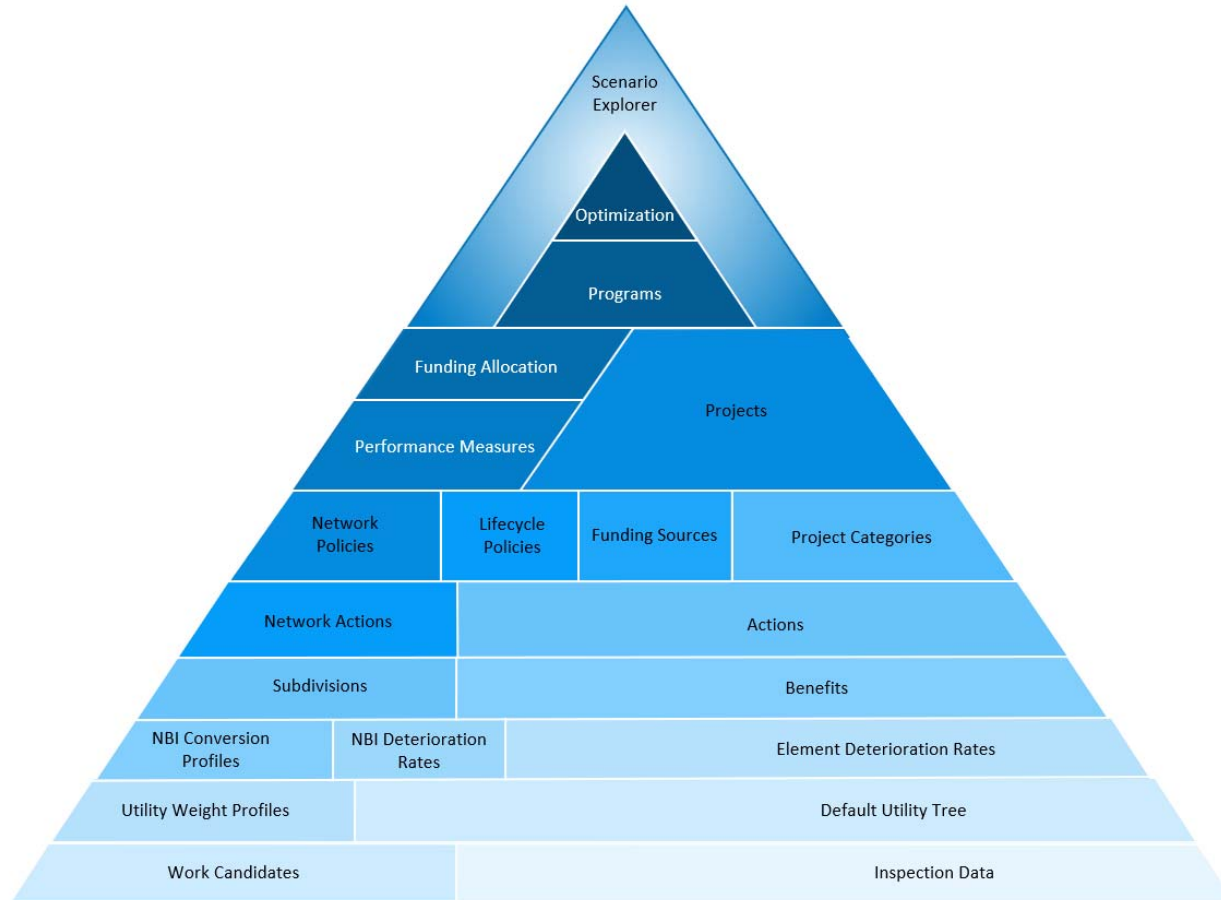 Scenario
Explorer
Optimization
Programs
Funding Allocation
Projects
Performance Measures
Network
Policies
Lifecycle
Policies
Funding Sources
Project Categories
Network Actions
Actions
Subdivisions
Benefits
NBI Conversion
Profiles
NBI Deterioration
Rates
Element Deterioration Rates
Utility Weight Profiles
Default Utility Tree
Work Candidates
Inspection Data